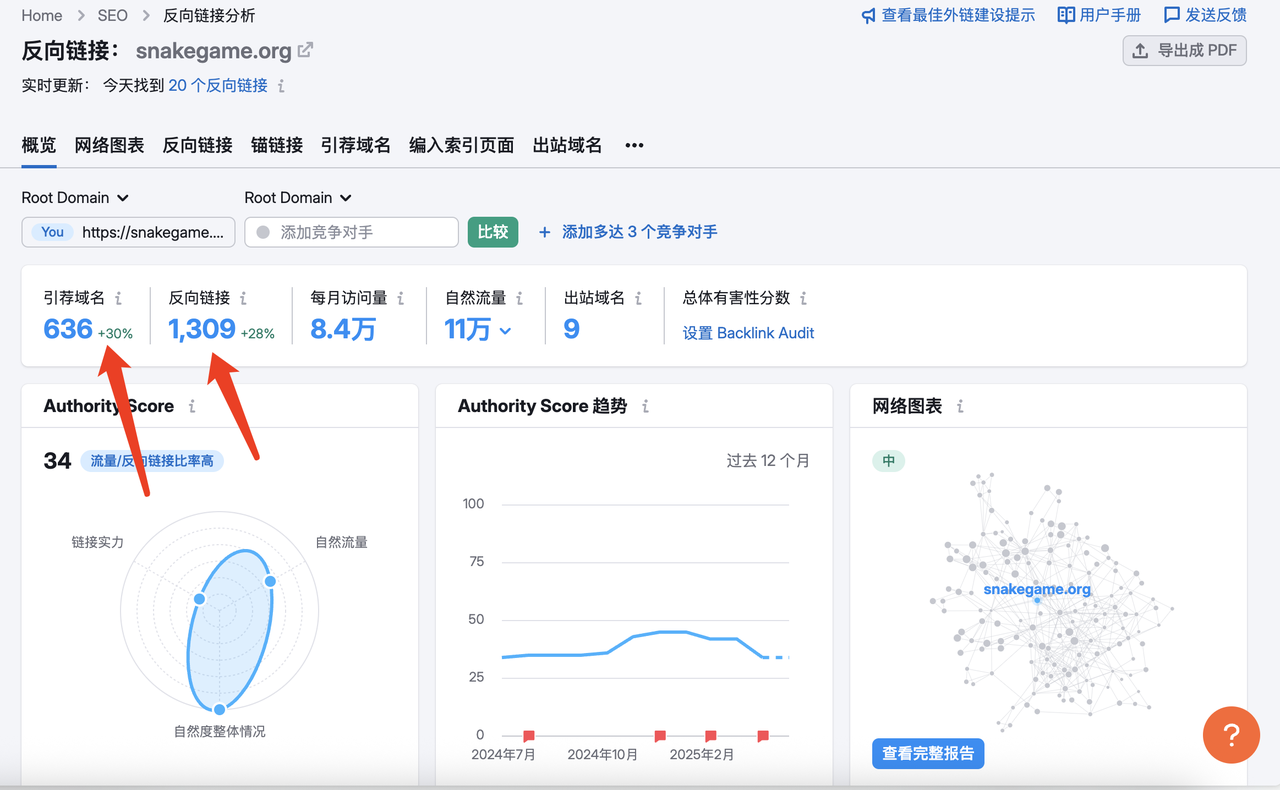 Home > SEO > 反向链接分析
查看最佳外链建设提示 用户手册 发送反馈
反向链接： snakegame.org
导出成 PDF
实时更新： 今天找到 20 个反向链接 i
概览 网络图表 反向链接 锚链接 引荐域名 编入索引页面 出站域名 •••
Root Domain Root Domain
You https://snakegame.... 添加竞争对手 比较 + 添加多达 3 个竞争对手
引荐域名 i 反向链接 i 每月访问量 i 自然流量 i 出站域名 i 总体有害性分数 i
636 +30% 1,309 +28% 8.4万 11万 9 设置 Backlink Audit
Authority Score i
34 流量/反向链接比率高
链接实力 自然流量
自然度整体情况
Authority Score 趋势 i
过去 12 个月
100
75
50
25
0
2024年7月 2024年10月 2025年2月
网络图表 i
中
snakegame.org
查看完整报告
?